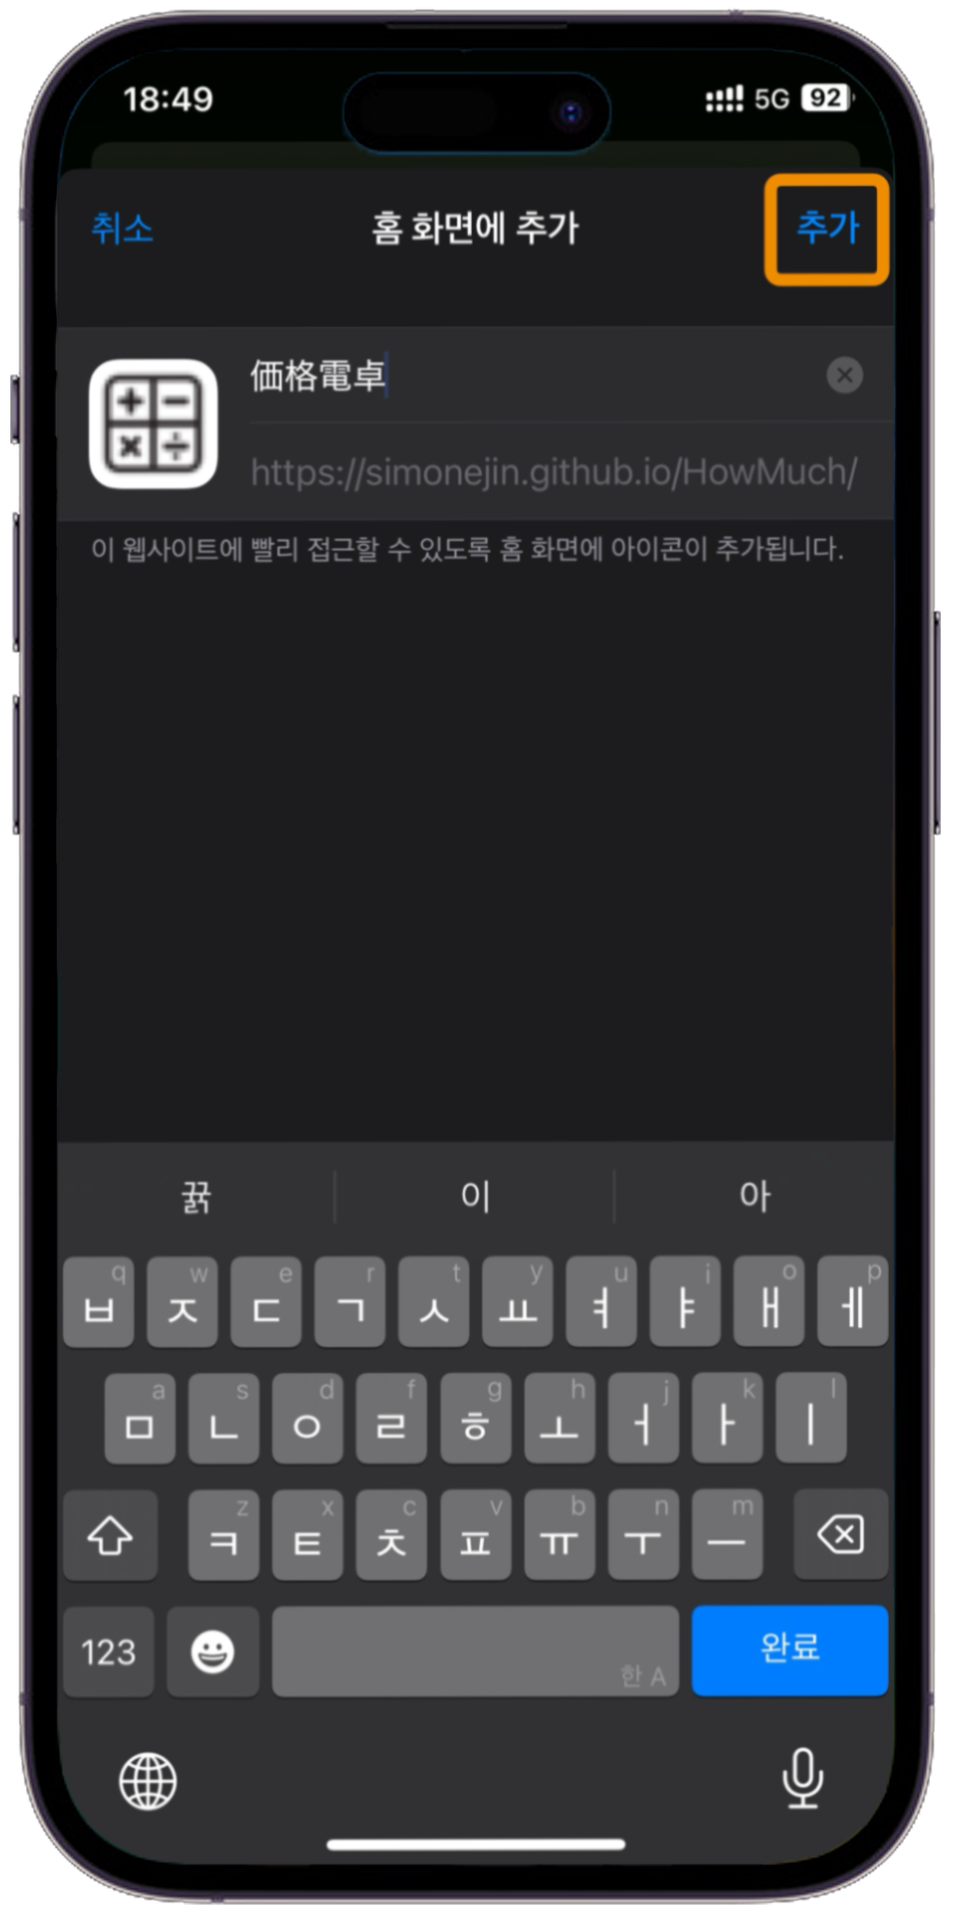 18:49 5G 92
취소 홈 화면에 추가 추가
価格電卓
https://simonejin.github.io/HowMuch/
이 웹사이트에 빨리 접근할 수 있도록 홈 화면에 아이콘이 추가됩니다.
뀱 이 아
q w e r t y u i o p
ㅂ ㅈ ㄷ ㄱ ㅅ ㅛ ㅕ ㅑ ㅐ ㅔ
a s d f g h j k l
ㅁ ㄴ ㅇ ㄹ ㅎ ㅗ ㅓ ㅏ ㅣ
z x c v b n m
ㅋ ㅌ ㅊ ㅍ ㅠ ㅜ ㅡ
123 한 A 완료